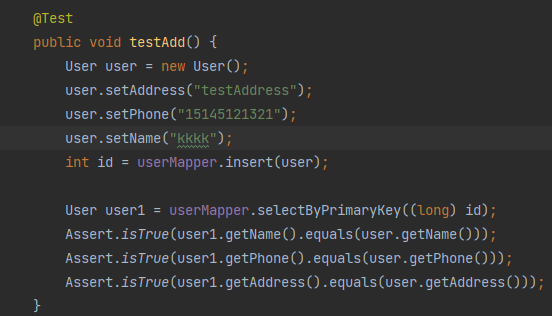 @Test
public void testAdd() {
User user = new User();
user.setAddress("testAddress");
user.setPhone("15145121321");
user.setName("kkkk");
int id = userMapper.insert(user);
User user1 = userMapper.selectByPrimaryKey((long) id);
Assert.isTrue(user1.getName().equals(user.getName()));
Assert.isTrue(user1.getPhone().equals(user.getPhone()));
Assert.isTrue(user1.getAddress().equals(user.getAddress()));
}